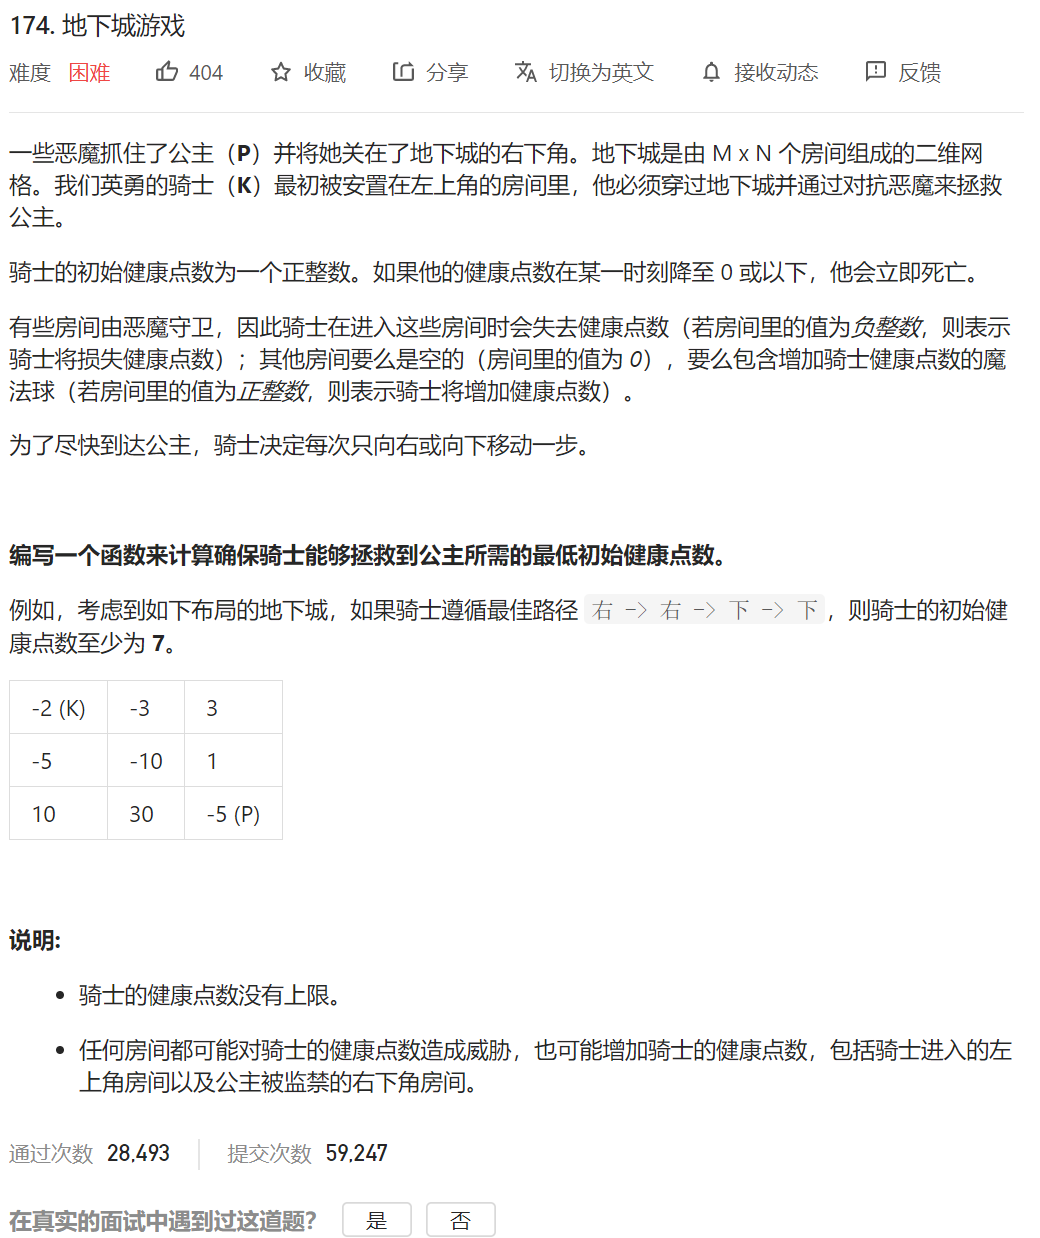 174. 地下城游戏
难度 困难 404 收藏 分享 切换为英文 接收动态 反馈
一些恶魔抓住了公主（P）并将她关在了地下城的右下角。地下城是由 M x N 个房间组成的二维网
格。我们英勇的骑士（K）最初被安置在左上角的房间里，他必须穿过地下城并通过对抗恶魔来拯救
公主。
骑士的初始健康点数为一个正整数。如果他的健康点数在某一时刻降至 0 或以下，他会立即死亡。
有些房间由恶魔守卫，因此骑士在进入这些房间时会失去健康点数（若房间里的值为负整数，则表示
骑士将损失健康点数）；其他房间要么是空的（房间里的值为 0），要么包含增加骑士健康点数的魔
法球（若房间里的值为正整数，则表示骑士将增加健康点数）。
为了尽快到达公主，骑士决定每次只向右或向下移动一步。
编写一个函数来计算确保骑士能够拯救到公主所需的最低初始健康点数。
例如，考虑到如下布局的地下城，如果骑士遵循最佳路径 右 -> 右 -> 下 -> 下，则骑士的初始健
康点数至少为 7。
-2 (K) -3 3
-5 -10 1
10 30 -5 (P)
说明:
• 骑士的健康点数没有上限。
• 任何房间都可能对骑士的健康点数造成威胁，也可能增加骑士的健康点数，包括骑士进入的左
上角房间以及公主被监禁的右下角房间。
通过次数 28,493 提交次数 59,247
在真实的面试中遇到过这道题? 是 否